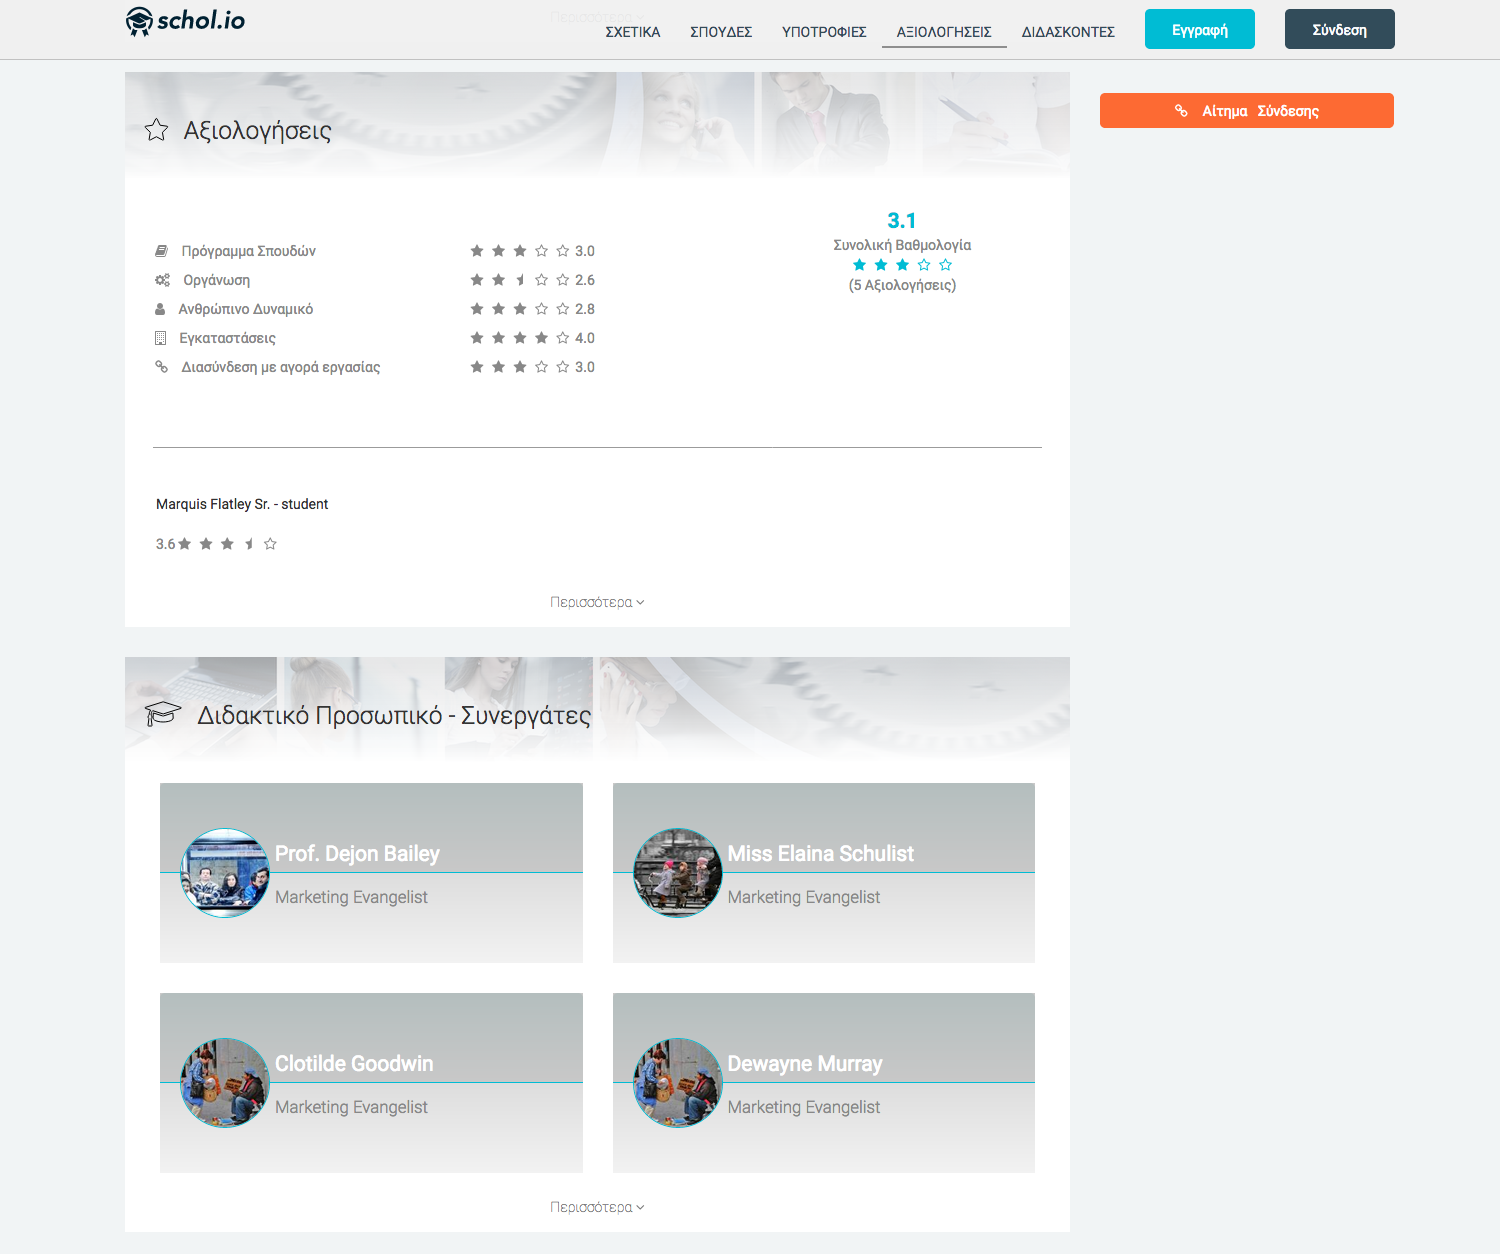 schol.io
Περισσότερα
ΣΧΕΤΙΚΑ ΣΠΟΥΔΕΣ ΥΠΟΤΡΟΦΙΕΣ ΑΞΙΟΛΟΓΗΣΕΙΣ ΔΙΔΑΣΚΟΝΤΕΣ Εγγραφή Σύνδεση
Αξιολογήσεις
Αίτημα Σύνδεσης
3.1
Συνολική Βαθμολογία
(5 Αξιολογήσεις)
Πρόγραμμα Σπουδών 3.0
Οργάνωση 2.6
Ανθρώπινο Δυναμικό 2.8
Εγκαταστάσεις 4.0
Διασύνδεση με αγορά εργασίας 3.0
Marquis Flatley Sr. - student
3.6
Περισσότερα
Διδακτικό Προσωπικό - Συνεργάτες
Prof. Dejon Bailey
Marketing Evangelist
Miss Elaina Schulist
Marketing Evangelist
Clotilde Goodwin
Marketing Evangelist
Dewayne Murray
Marketing Evangelist
Περισσότερα